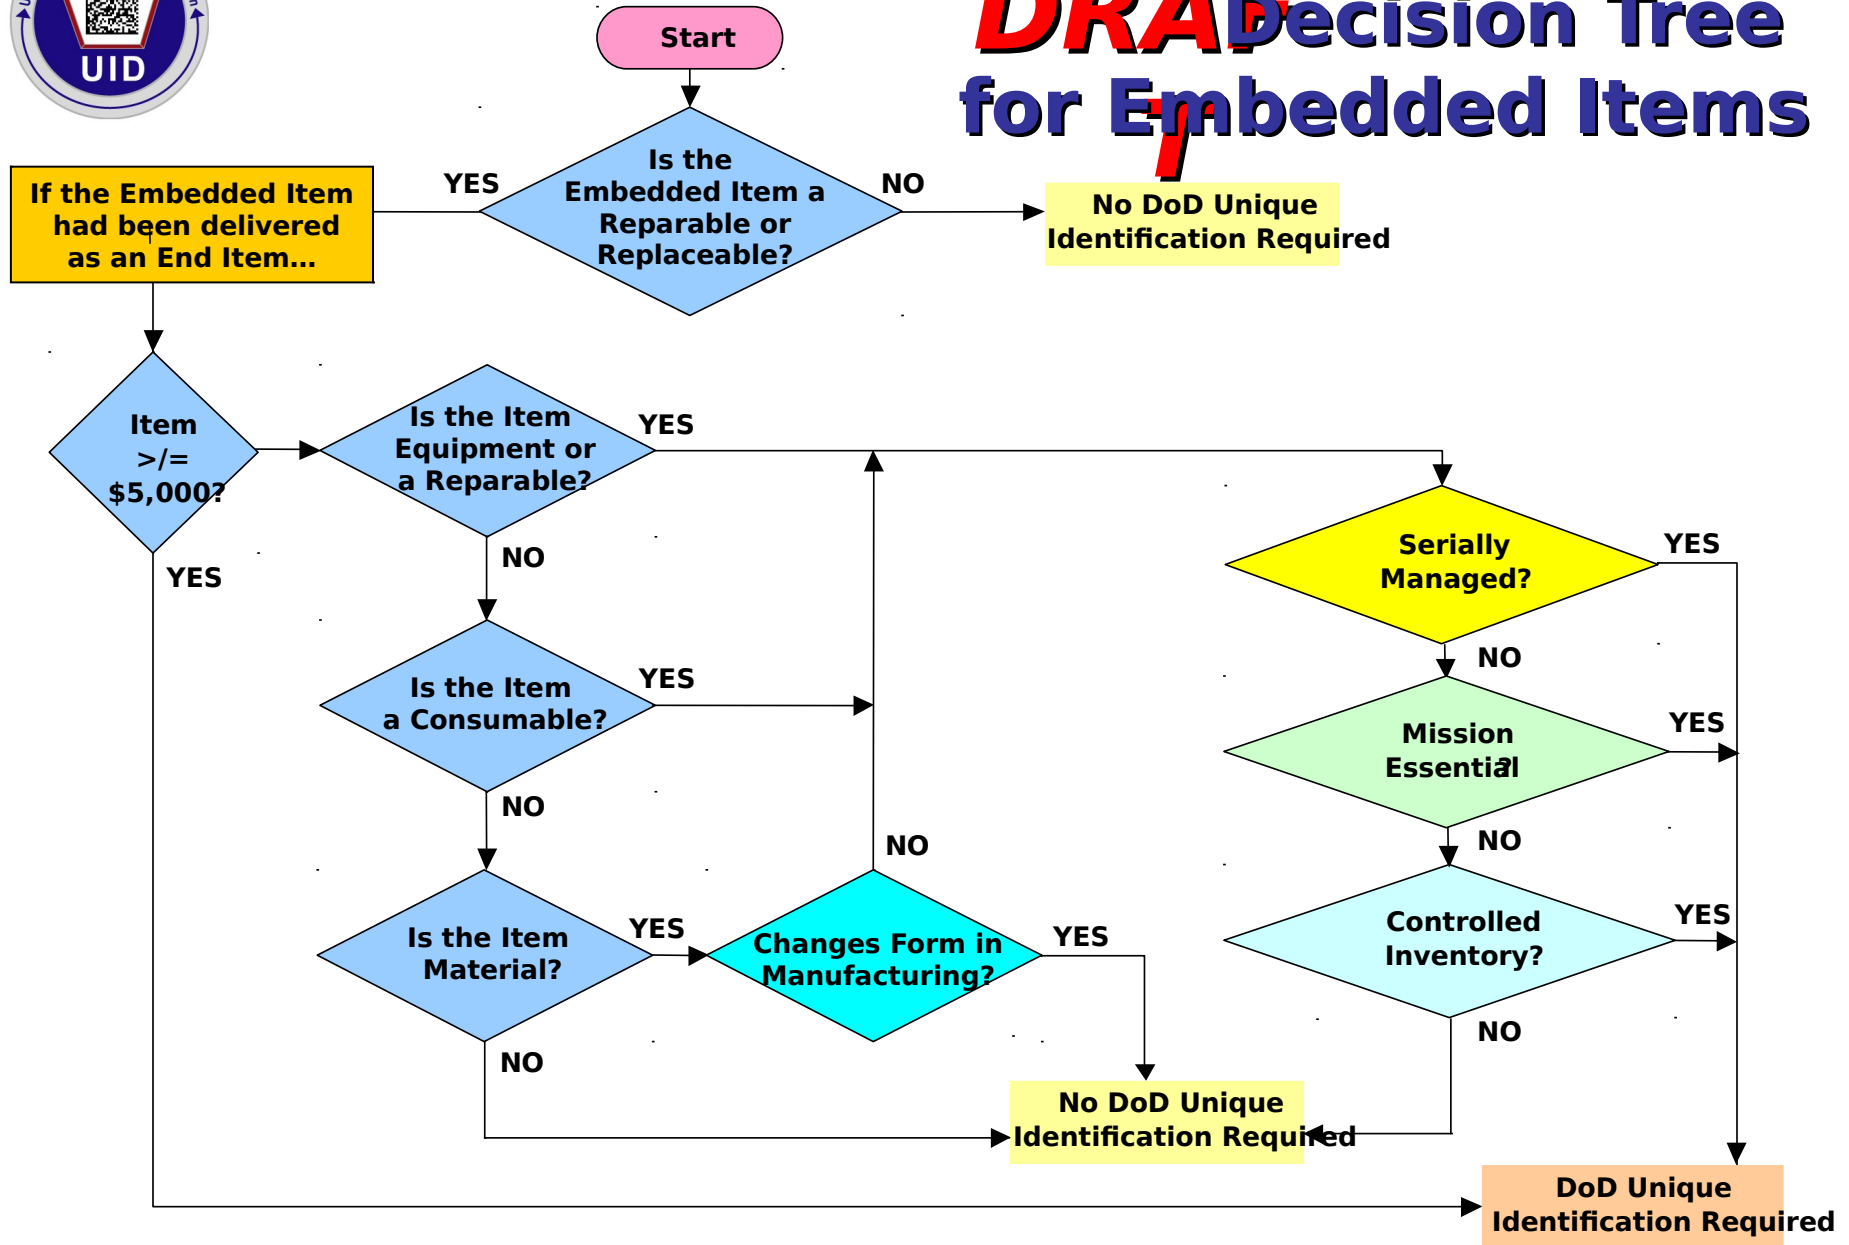 UID
DRAFT
Decision Tree
for Embedded Items
Start
Is the
Embedded Item a
Reparable or
Replaceable?
YES
NO
If the Embedded Item
had been delivered
as an End Item...
No DoD Unique
Identification Required
Item
>/=
$5,000?
YES
Is the Item
Equipment or
a Reparable?
YES
NO
Serially
Managed?
YES
NO
Is the Item
a Consumable?
YES
NO
Mission
Essential
?
YES
NO
Is the Item
Material?
YES
NO
Changes Form in
Manufacturing?
NO
YES
Controlled
Inventory?
YES
NO
No DoD Unique
Identification Required
DoD Unique
Identification Required